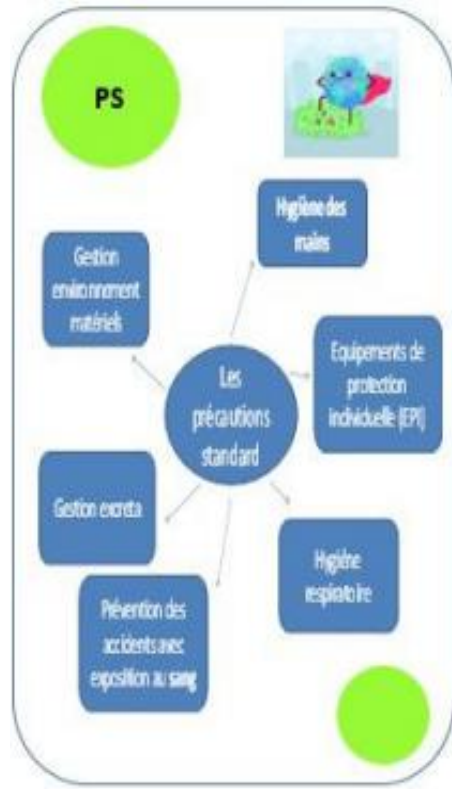 PS
Hygiène des
mains
Gestion
environnement
matériels
Equipements de
protection
individuelle (EPI)
Les
précautions
standard
Gestion excreta
Hygiène
respiratoire
Prévention des
accidents avec
exposition au sang